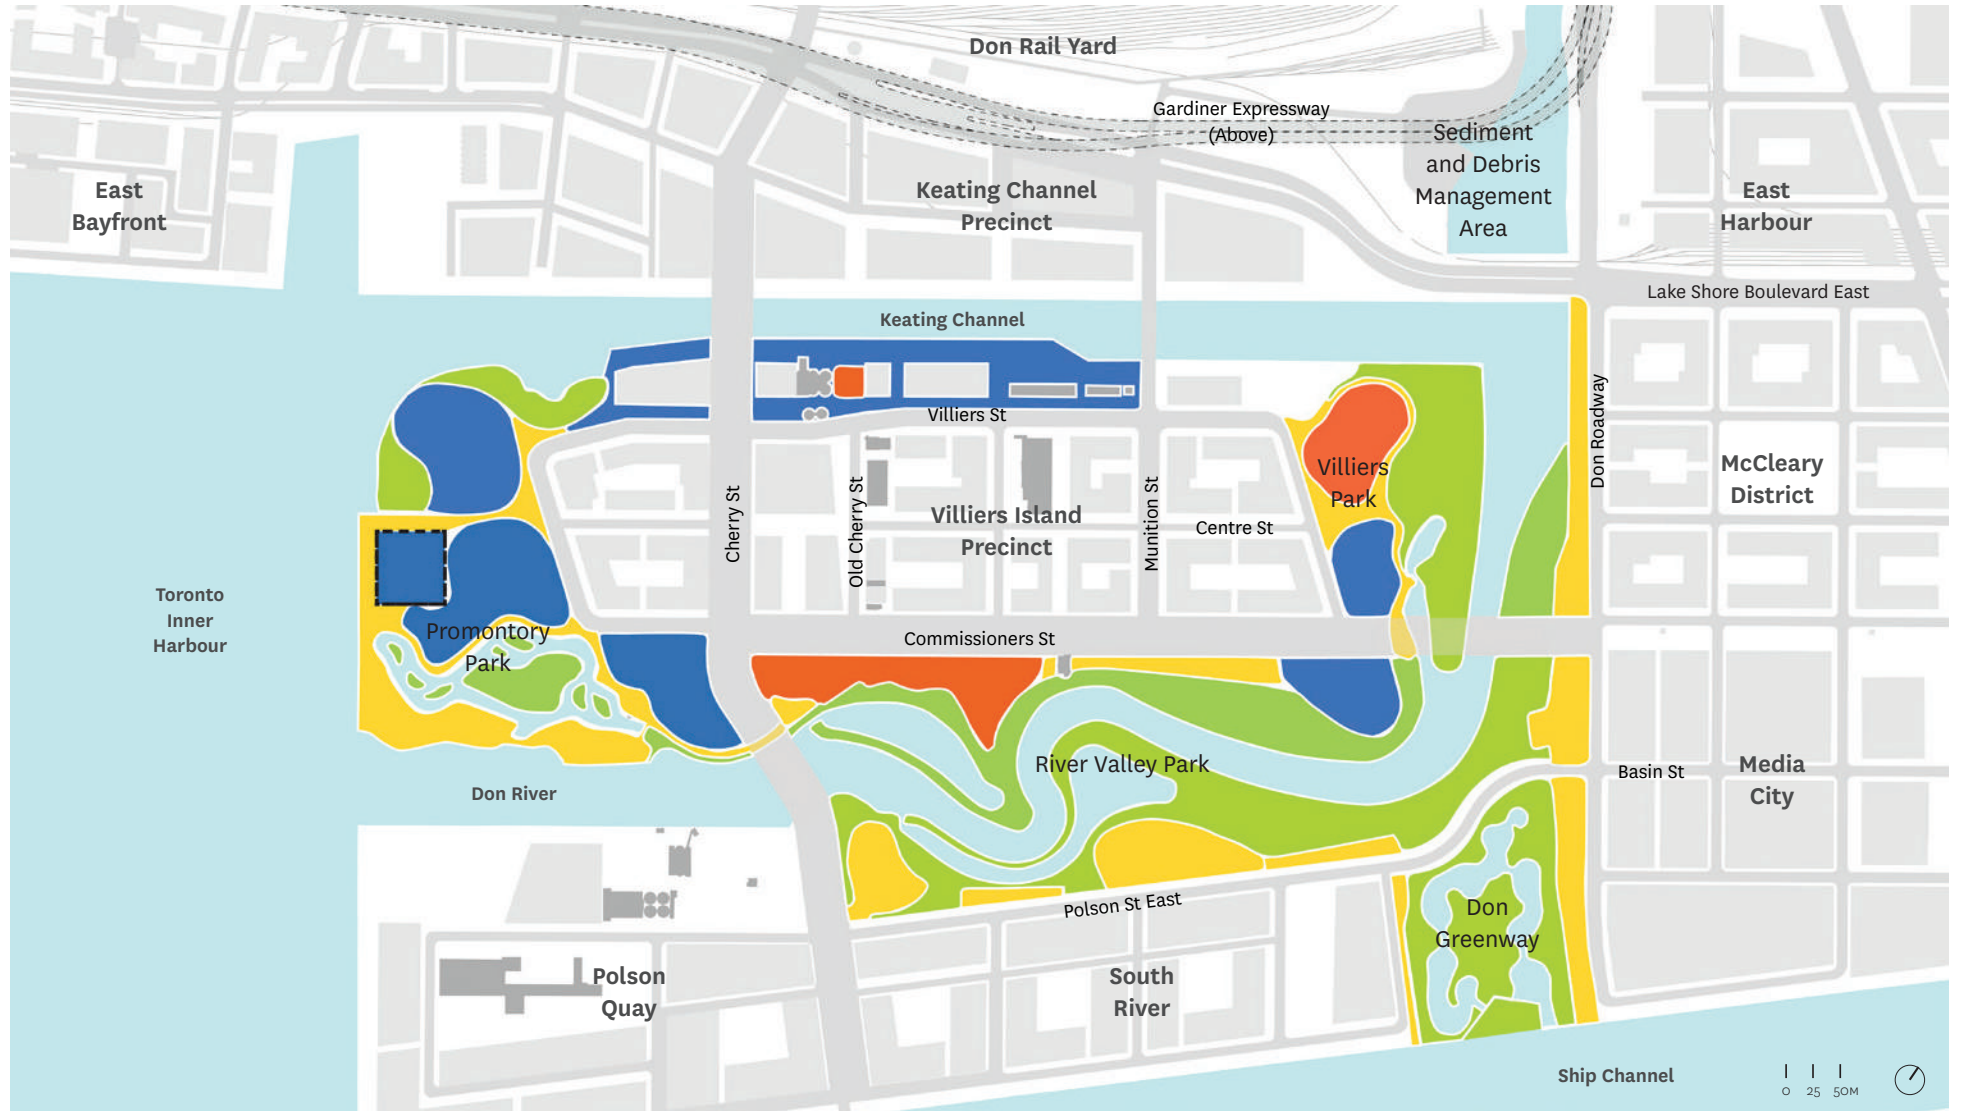 Don Rail Yard
Gardiner Expressway
(Above)
Sediment
and Debris
Management
Area
East
Bayfront
Keating Channel
Precinct
East
Harbour
Lake Shore Boulevard East
Keating Channel
Villiers St
Don Roadway
Villiers
Park
McCleary
District
Cherry St
Old Cherry St
Villiers Island
Precinct
Munition St
Centre St
Toronto
Inner
Harbour
Promontory
Park
Commissioners St
River Valley Park
Basin St
Media
City
Don River
Polson St East
Don
Greenway
Polson
Quay
South
River
Ship Channel
0 25 50M